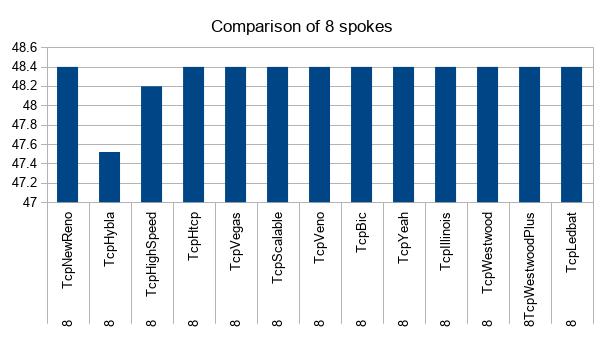 Comparison of 8 spokes
48.6
48.4
48.2
48
47.8
47.6
47.4
47.2
47
TcpNewReno
TcpHybla
TcpHighSpeed
TcpHtcp
TcpVegas
TcpScalable
TcpVeno
TcpBic
TcpYeah
TcpIllinois
TcpWestwood
TcpWestwoodPlus
TcpLedbat
8
8
8
8
8
8
8
8
8
8
8
8
8